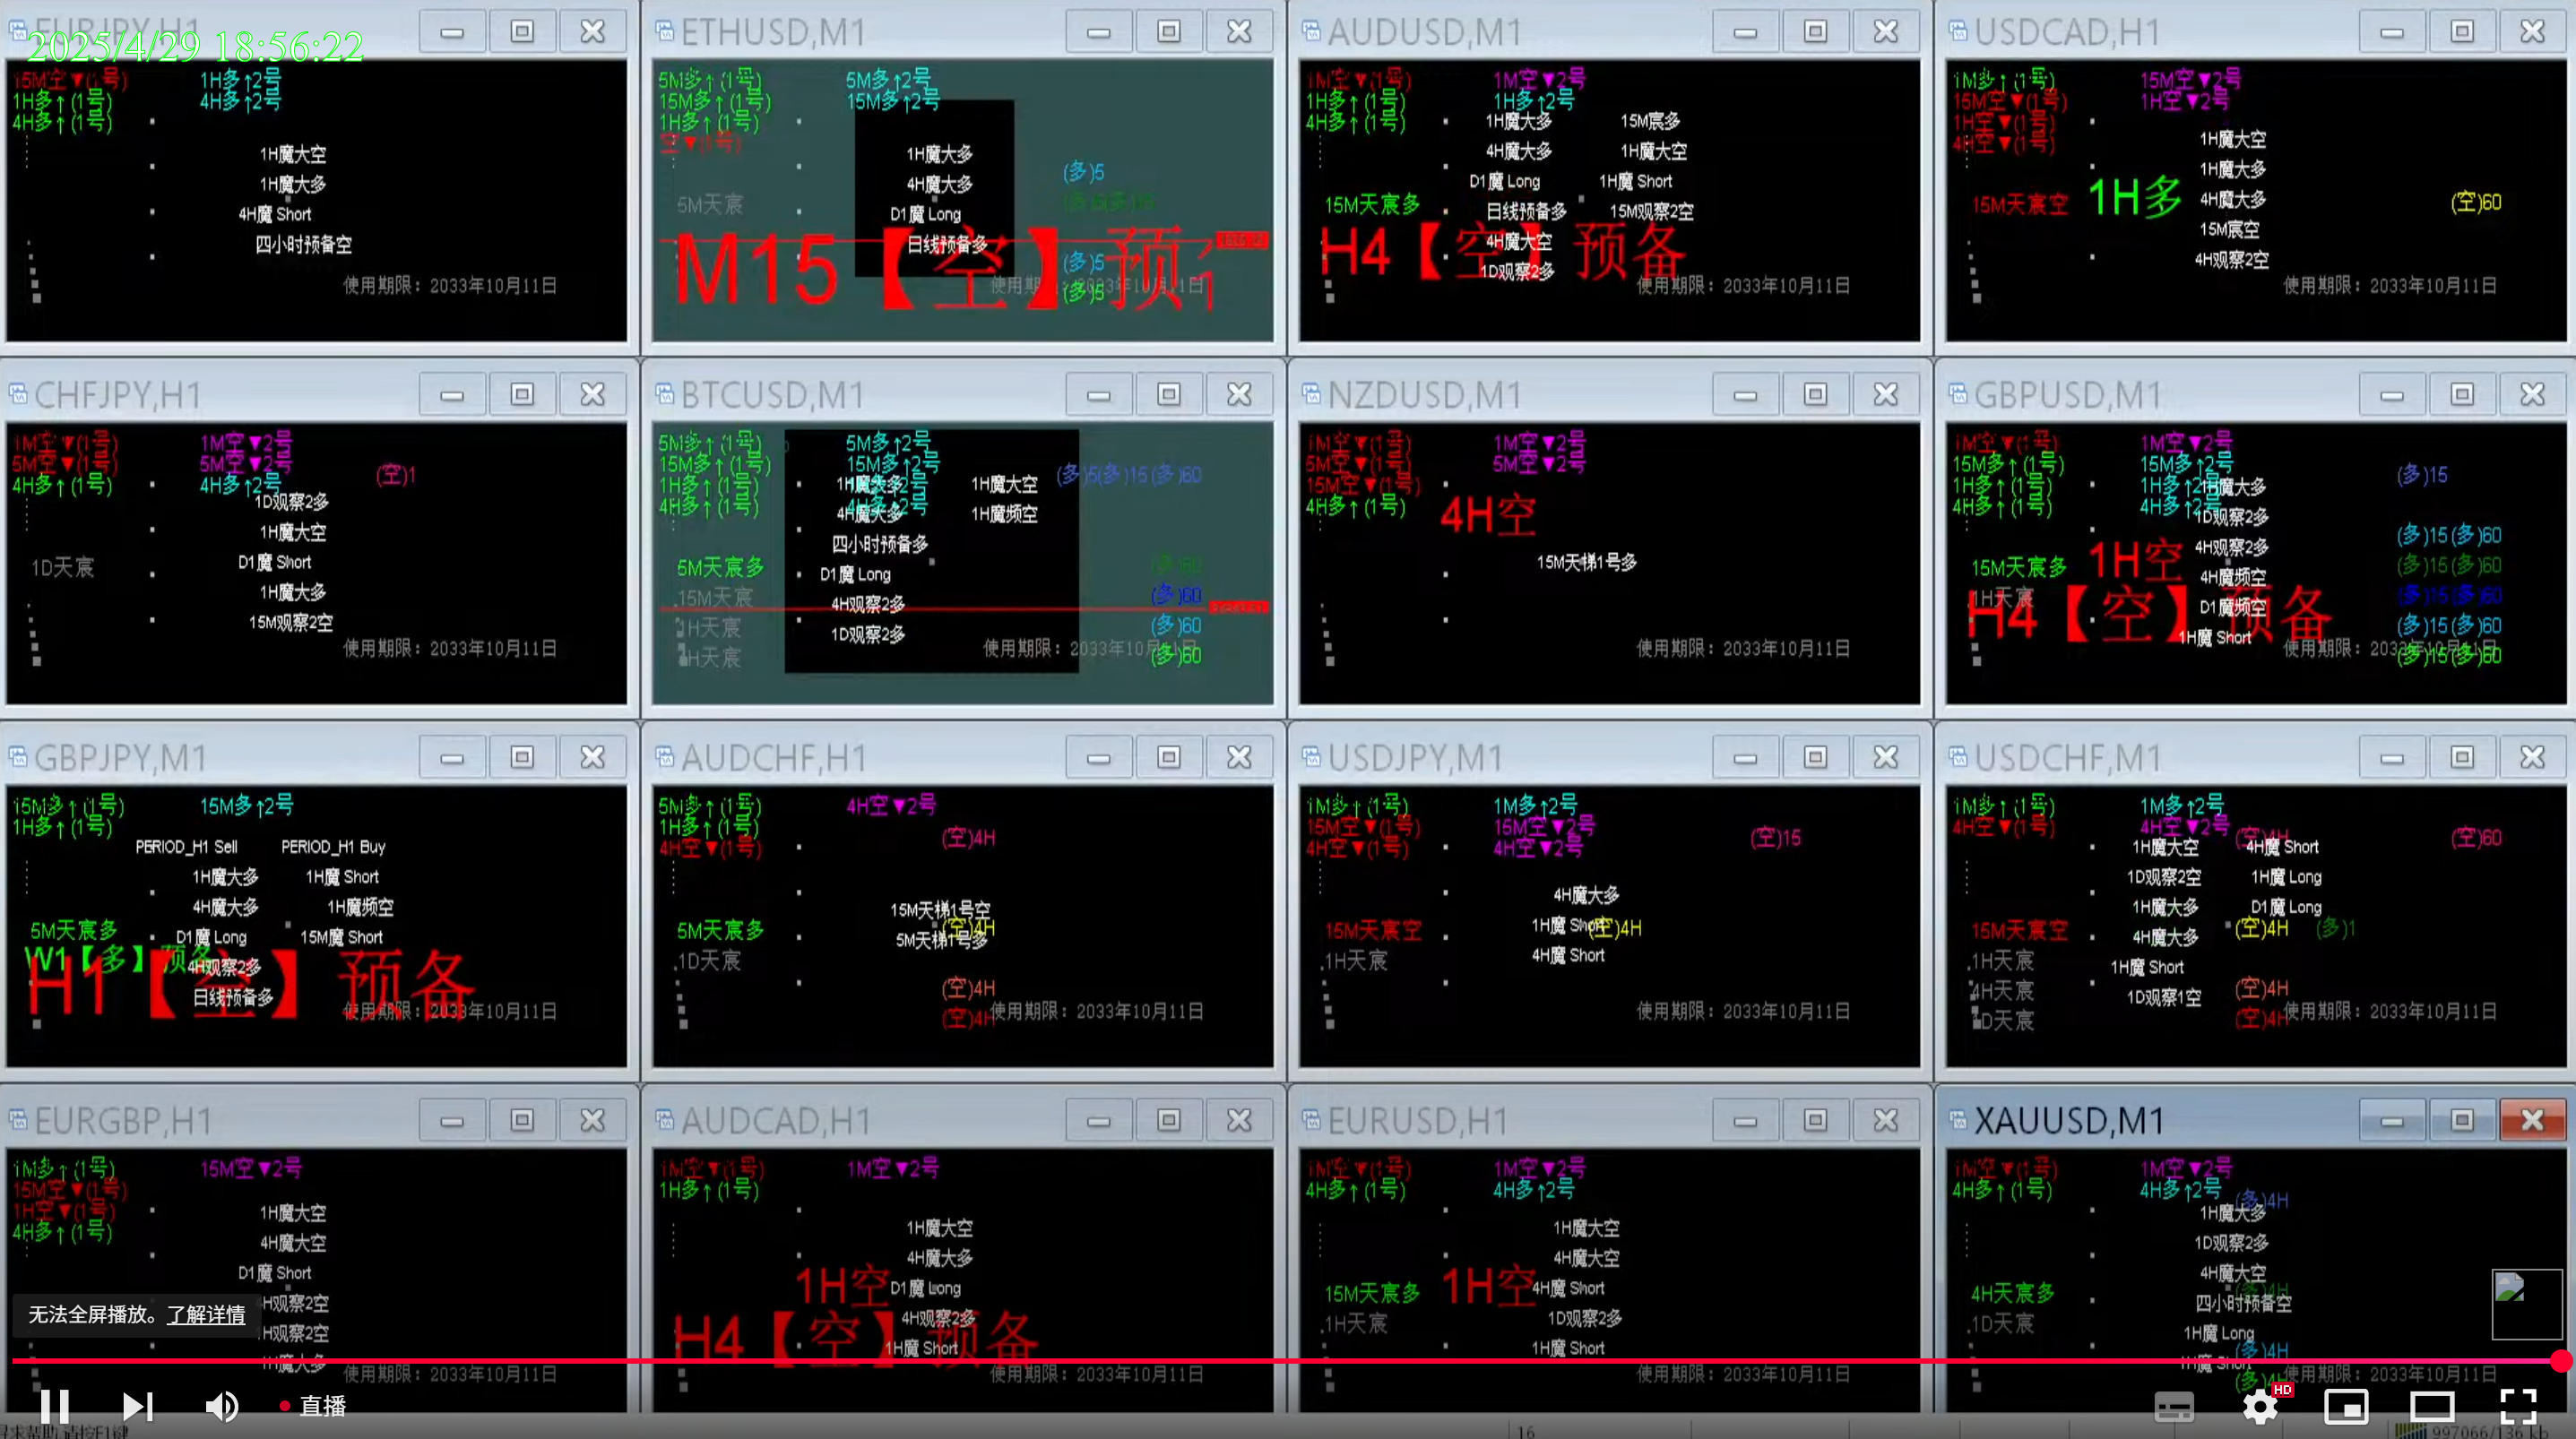 EURJPY,H1
2025/4/29 18:56:22
15M空▼(1号)
1H多↑2号
1H多↑(1号)
4H多↑2号
4H多↑(1号)
1H魔大空
1H魔大多
4H魔 Short
四小时预备空
使用期限：2033年10月11日
ETHUSD,M1
5M多↑(1号)
5M多↑2号
15M多↑(1号)
15M多↑2号
1H多↑(1号)
空▼(1号)
1H魔大多
(多)5
4H魔大多
5M天宸
D1魔 Long
日线预备多
M15【空】预
(多)5
(多)5
AUDUSD,M1
1M空▼(1号)
1M空▼2号
1H多↑(1号)
1H多↑2号
4H多↑(1号)
1H魔大多
15M宸多
4H魔大多
1H魔大空
D1魔 Long
1H魔 Short
15M天宸多
日线预备多
15M观察2空
H4【空】预备
4H魔大空
1D观察2多
使用期限：2033年10月11日
USDCAD,H1
1M多↑(1号)
15M空▼2号
15M空▼(1号)
1H空▼2号
1H空▼(1号)
4H空▼(1号)
1H魔大空
1H魔大多
15M天宸空
1H多
4H魔大多
(空)60
15M宸空
4H观察2空
使用期限：2033年10月11日
CHFJPY,H1
1M空▼(1号)
1M空▼2号
5M空▼(1号)
5M空▼2号
(空)1
4H多↑(1号)
4H多↑2号
1D观察2多
1H魔大空
1D天宸
D1魔 Short
1H魔大多
15M观察2空
使用期限：2033年10月11日
BTCUSD,M1
5M多↑(1号)
5M多↑2号
15M多↑(1号)
15M多↑2号
(多)5(多)15(多)60
1H多↑(1号)
1H魔大多
1H魔大空
4H多↑(1号)
4H多↑2号
4H魔大多
1H魔频空
四小时预备多
5M天宸多
D1魔 Long
(多)60
15M天宸
4H观察2多
(多)60
1H天宸
1D观察2多
(多)60
H天宸
(多)60
使用期限：2033年10月11日
NZDUSD,M1
1M空▼(1号)
1M空▼2号
5M空▼(1号)
5M空▼2号
15M空▼(1号)
4H多↑(1号)
4H空
15M天梯1号多
使用期限：2033年10月11日
GBPUSD,M1
1M空▼(1号)
1M空▼2号
15M多↑(1号)
15M多↑2号
(多)15
1H多↑(1号)
1H多↑2号
1H魔大多
4H多↑(1号)
4H多↑2号
1D观察2多
(多)15(多)60
1H空
4H观察2多
15M天宸多
(多)15(多)60
4H魔频空
1H天宸
(多)15(多)60
H4【空】预备
D1魔频空
(多)15(多)60
1H魔 Short
(多)15(多)60
使用期限：2033年10月11日
GBPJPY,M1
15M多↑(1号)
15M多↑2号
1H多↑(1号)
PERIOD_H1 Sell
PERIOD_H1 Buy
1H魔大多
1H魔 Short
4H魔大多
1H魔频空
5M天宸多
D1魔 Long
15M魔 Short
W1【多】预备
4H观察2多
H1【空】预备
日线预备多
使用期限：2033年10月11日
AUDCHF,H1
5M多↑(1号)
4H空▼2号
1H多↑(1号)
(空)4H
4H空▼(1号)
15M天梯1号空
5M天宸多
(空)4H
5M天梯1号多
1D天宸
(空)4H
(空)4H
使用期限：2033年10月11日
USDJPY,M1
1M多↑(1号)
1M多↑2号
15M空▼(1号)
15M空▼2号
(空)15
4H空▼(1号)
4H空▼2号
4H魔大多
15M天宸空
1H魔 Short
(空)4H
1H天宸
4H魔 Short
使用期限：2033年10月11日
USDCHF,M1
1M多↑(1号)
1M多↑2号
4H空▼(1号)
4H空▼2号
(空)4H
(空)60
1H魔大空
4H魔 Short
1D观察2空
1H魔 Long
1H魔大多
D1魔 Long
15M天宸空
4H魔大多
(空)4H
(多)1
1H天宸
1H魔 Short
4H天宸
1D观察1空
(空)4H
D天宸
(空)4H
使用期限：2033年10月11日
EURGBP,H1
1M多↑(1号)
15M空▼2号
15M空▼(1号)
1H空▼(1号)
4H多↑(1号)
1H魔大空
4H魔大空
D1魔 Short
H观察2空
H观察2空
1H魔大多
使用期限：2033年10月11日
AUDCAD,H1
1M空▼(1号)
1M空▼2号
1H多↑(1号)
1H魔大空
4H魔大多
1H空
D1魔 Long
4H观察2多
H4【空】预备
1H魔 Short
使用期限：2033年10月11日
EURUSD,H1
1M空▼(1号)
1M空▼2号
4H多↑(1号)
4H多↑2号
1H魔大空
4H魔大空
15M天宸多
1H空
4H魔 Short
1H天宸
1D观察2多
1H魔 Short
使用期限：2033年10月11日
XAUUSD,M1
1M空▼(1号)
1M空▼2号
4H多↑(1号)
4H多↑2号
(多)4H
1H魔大多
1D观察2多
4H魔大空
4H天宸多
(多)4H
四小时预备空
1D天宸
1H魔 Long
(多)4H
1H魔 Short
(多)4H
使用期限：2033年10月11日
无法全屏播放。了解详情
直播
HD
16
997066/136 kb